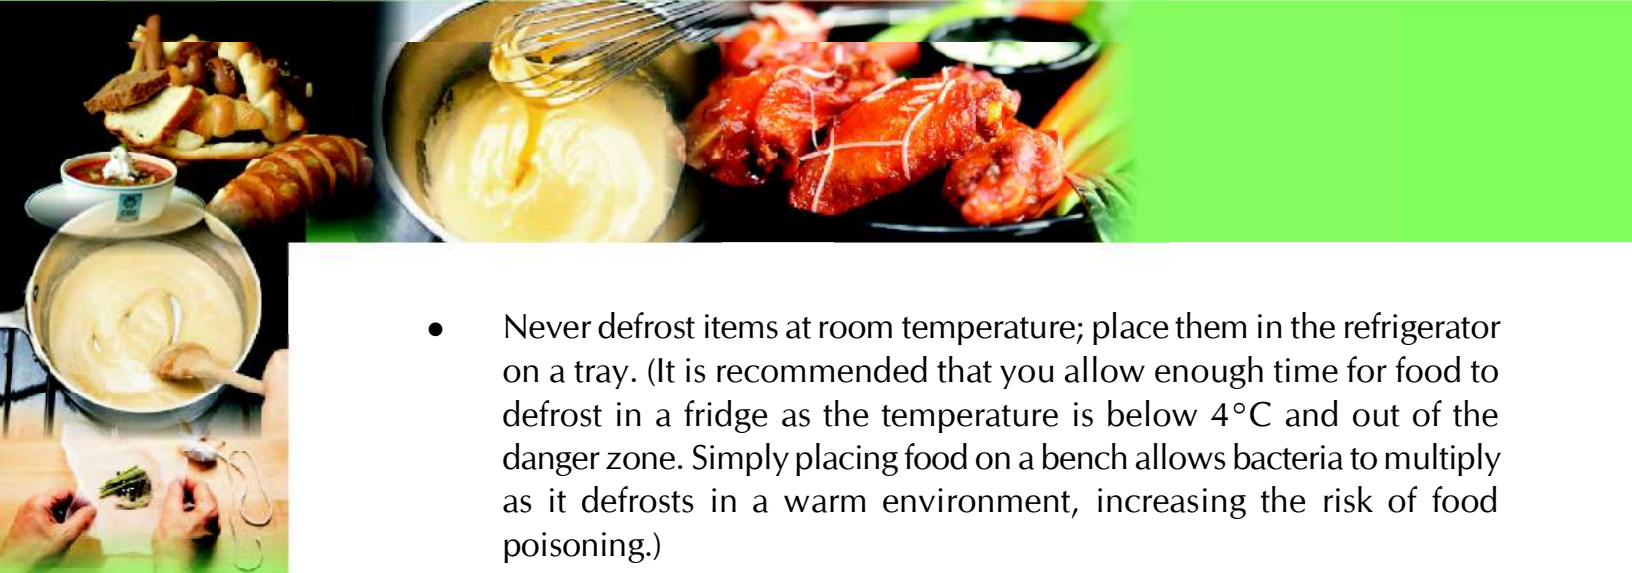 ● Never defrost items at room temperature; place them in the refrigerator
on a tray. (It is recommended that you allow enough time for food to
defrost in a fridge as the temperature is below 4°C and out of the
danger zone. Simply placing food on a bench allows bacteria to multiply
as it defrosts in a warm environment, increasing the risk of food
poisoning.)